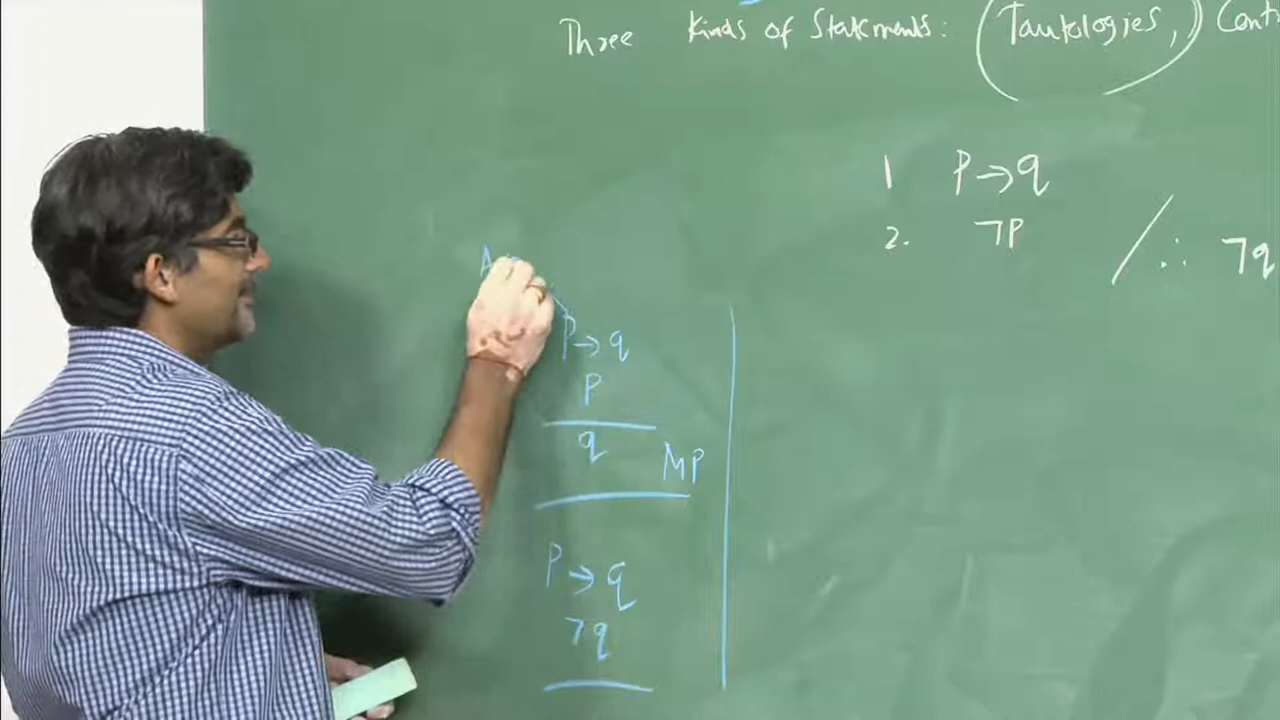 Three Kinds of Statements: (Tautologies,) Cont
1 P→q
2. ¬P / ∴ ¬q
P→q
P
q MP
P→q
¬q